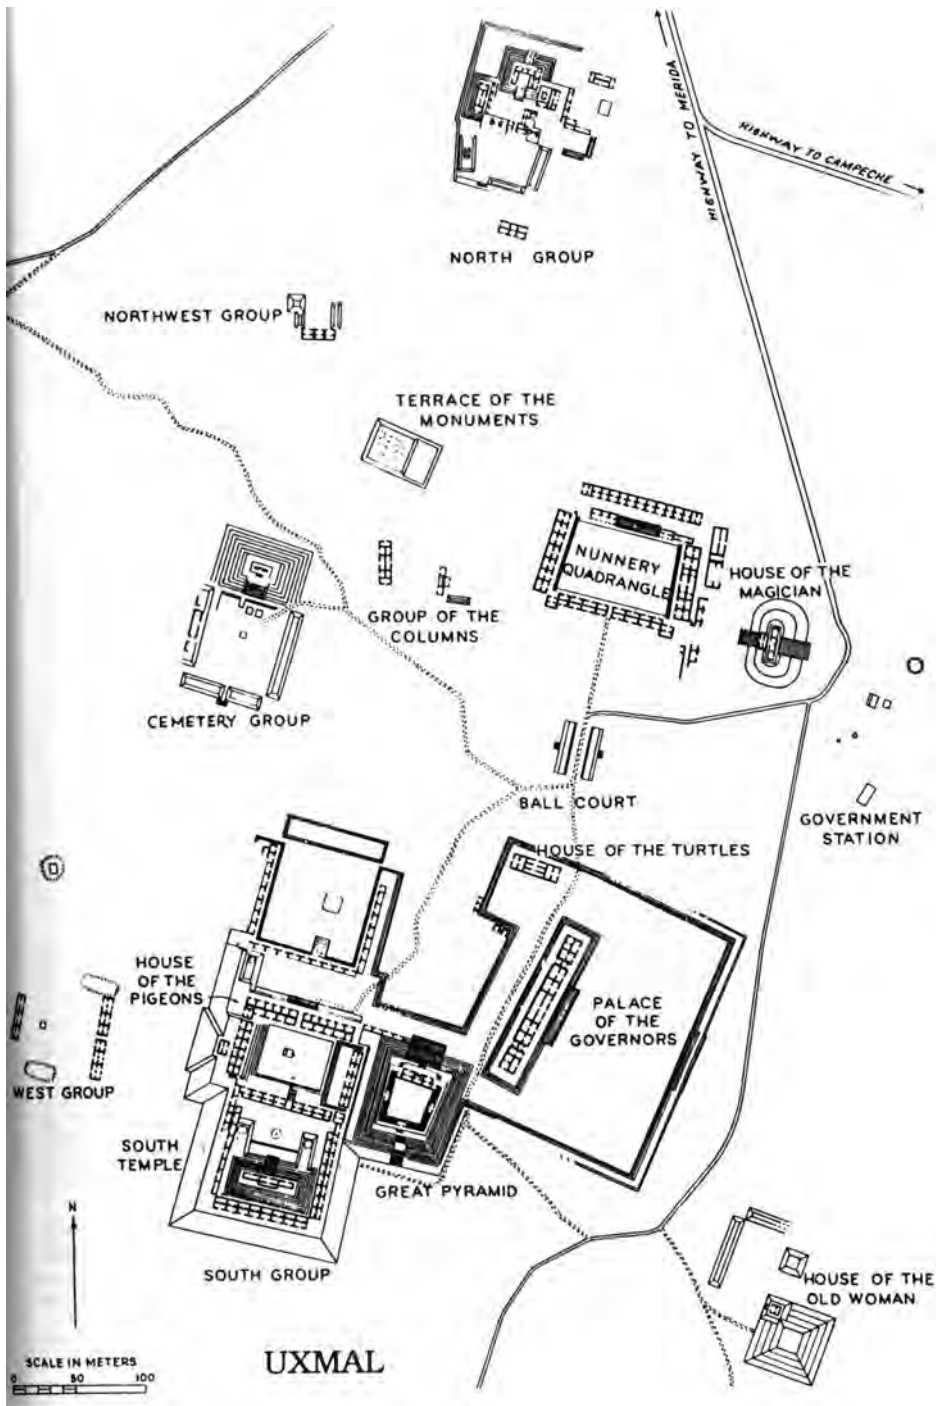 HIGHWAY TO MERIDA
HIGHWAY TO CAMPECHE
NORTH GROUP
NORTHWEST GROUP
TERRACE OF THE
MONUMENTS
NUNNERY
QUADRANGLE
HOUSE OF THE
MAGICIAN
GROUP OF THE
COLUMNS
CEMETERY GROUP
BALL COURT
GOVERNMENT
STATION
HOUSE OF THE TURTLES
HOUSE
OF THE
PIGEONS
PALACE
OF THE
GOVERNORS
WEST GROUP
SOUTH
TEMPLE
GREAT PYRAMID
N
SOUTH GROUP
HOUSE OF THE
OLD WOMAN
UXMAL
SCALE IN METERS
0 50 100